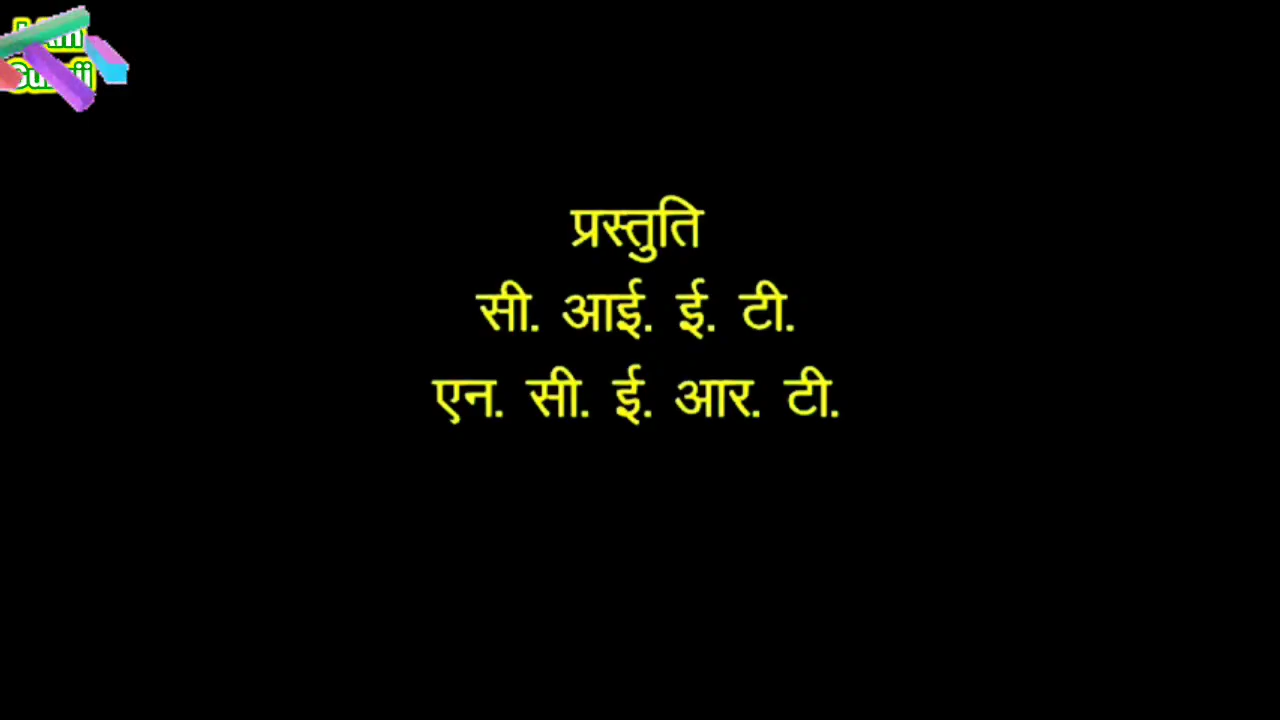 प्रस्तुति
सी. आई. ई. टी.
एन. सी. ई. आर. टी.